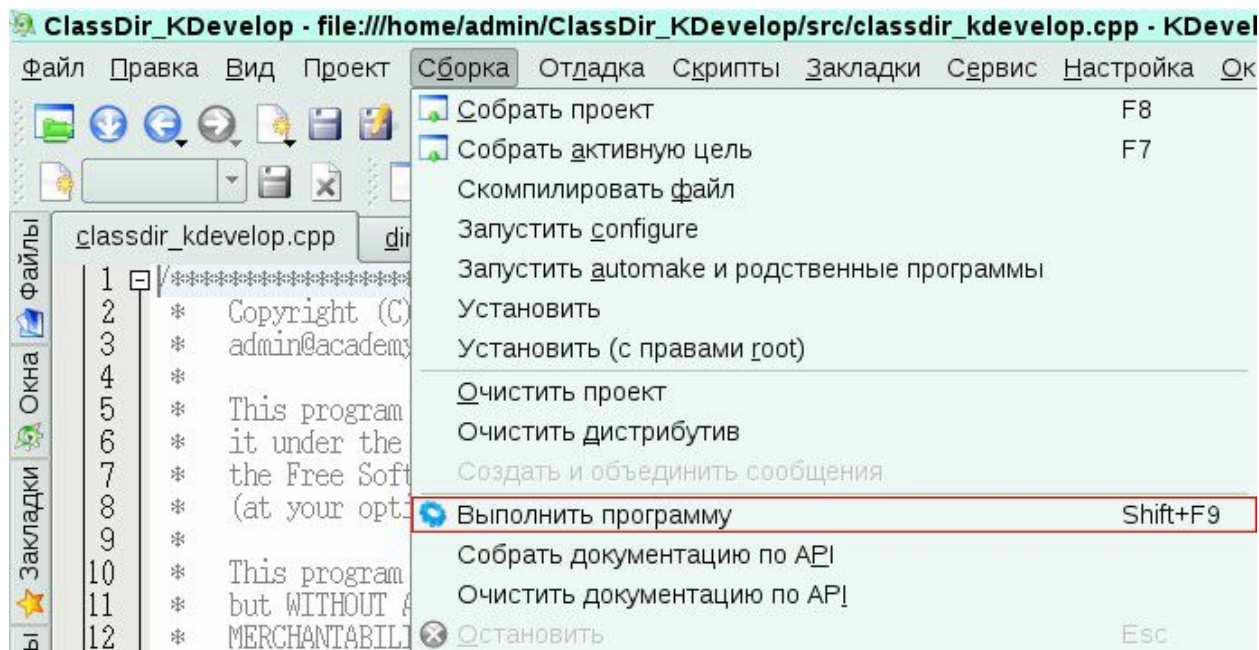 ClassDir_KDevelop - file:///home/admin/ClassDir_KDevelop/src/classdir_kdevelop.cpp - KDevel
Файл Правка Вид Проект Сборка Отладка Скрипты Закладки Сервис Настройка Ок
Собрать проект F8
Собрать активную цель F7
Скомпилировать файл
Запустить configure
Запустить automake и родственные программы
Установить
Установить (с правами root)
Очистить проект
Очистить дистрибутив
Создать и объединить сообщения
Выполнить программу Shift+F9
Собрать документацию по API
Очистить документацию по API
Остановить Esc
Файлы
Окна
Закладки
classdir_kdevelop.cpp dir
1 /******************
2 * Copyright (C)
3 * admin@academy
4 *
5 * This program
6 * it under the
7 * the Free Soft
8 * (at your opti
9 *
10 * This program
11 * but WITHOUT A
12 * MERCHANTABILI